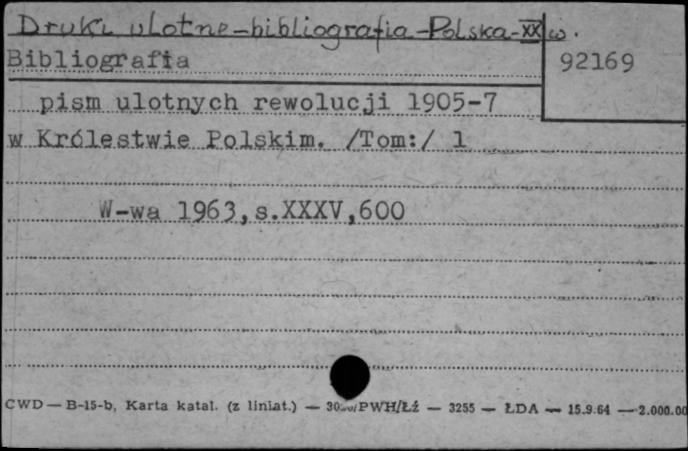 Druki ulotne-bibliografia-Polska-XX w.
Bibliografia
92169
pism ulotnych rewolucji 1905-7
w Królestwie Polskim. /Tom:/ 1
W-wa 1963,s.XXXV,600
CWD — B-15-b, Karta katal. (z liniat.) — /PWH/Łź — 3255 — ŁDA — 15.9.64 — 2.000.00